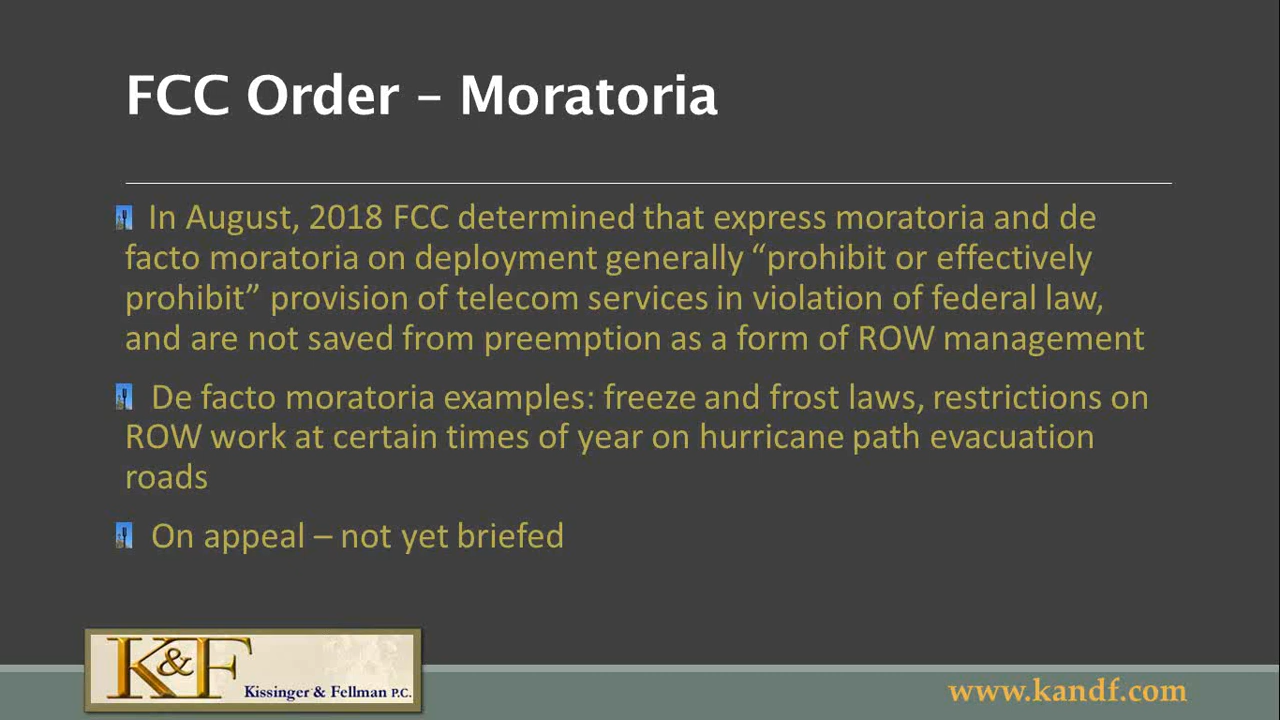 FCC Order – Moratoria
In August, 2018 FCC determined that express moratoria and de
facto moratoria on deployment generally “prohibit or effectively
prohibit” provision of telecom services in violation of federal law,
and are not saved from preemption as a form of ROW management
De facto moratoria examples: freeze and frost laws, restrictions on
ROW work at certain times of year on hurricane path evacuation
roads
On appeal – not yet briefed
K&F
Kissinger & Fellman P.C.
www.kandf.com